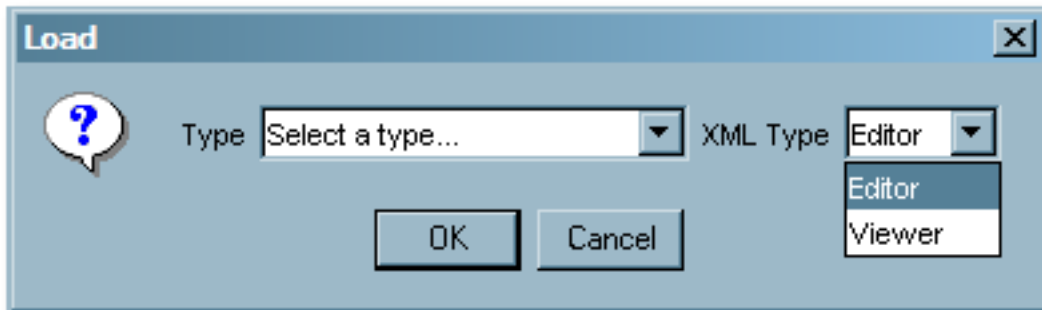 Load
?
Type Select a type... XML Type Editor
Editor
Viewer
OK Cancel